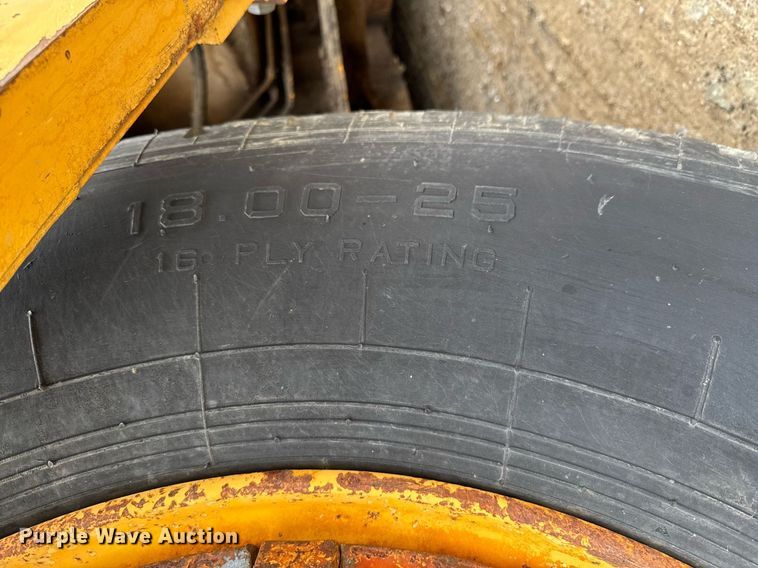 18.00-25
16 PLY RATING
Purple Wave Auction